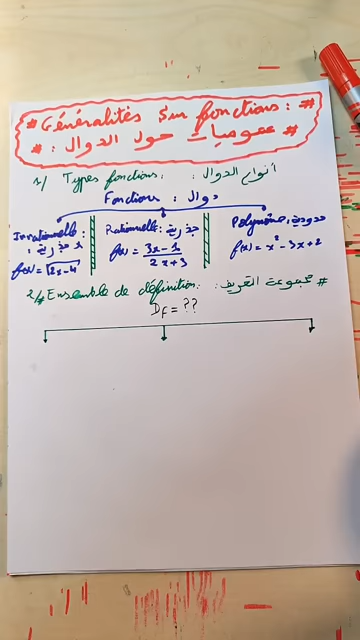 # Généralités sur fonctions : #
# عموميات حول الدوال : #
1/ Types fonctions : أنواع الدوال :
Fonctions : دوال
Irrationnelle : لا جذرية :
f(x) = √2x-4
Rationnelle : جذرية :
f(x) = 3x-1 / 2x+3
Polynôme : حدودية
f(x) = x² - 3x + 2
2/ Ensemble de définition : مجموعة التعريف : #
Df = ??